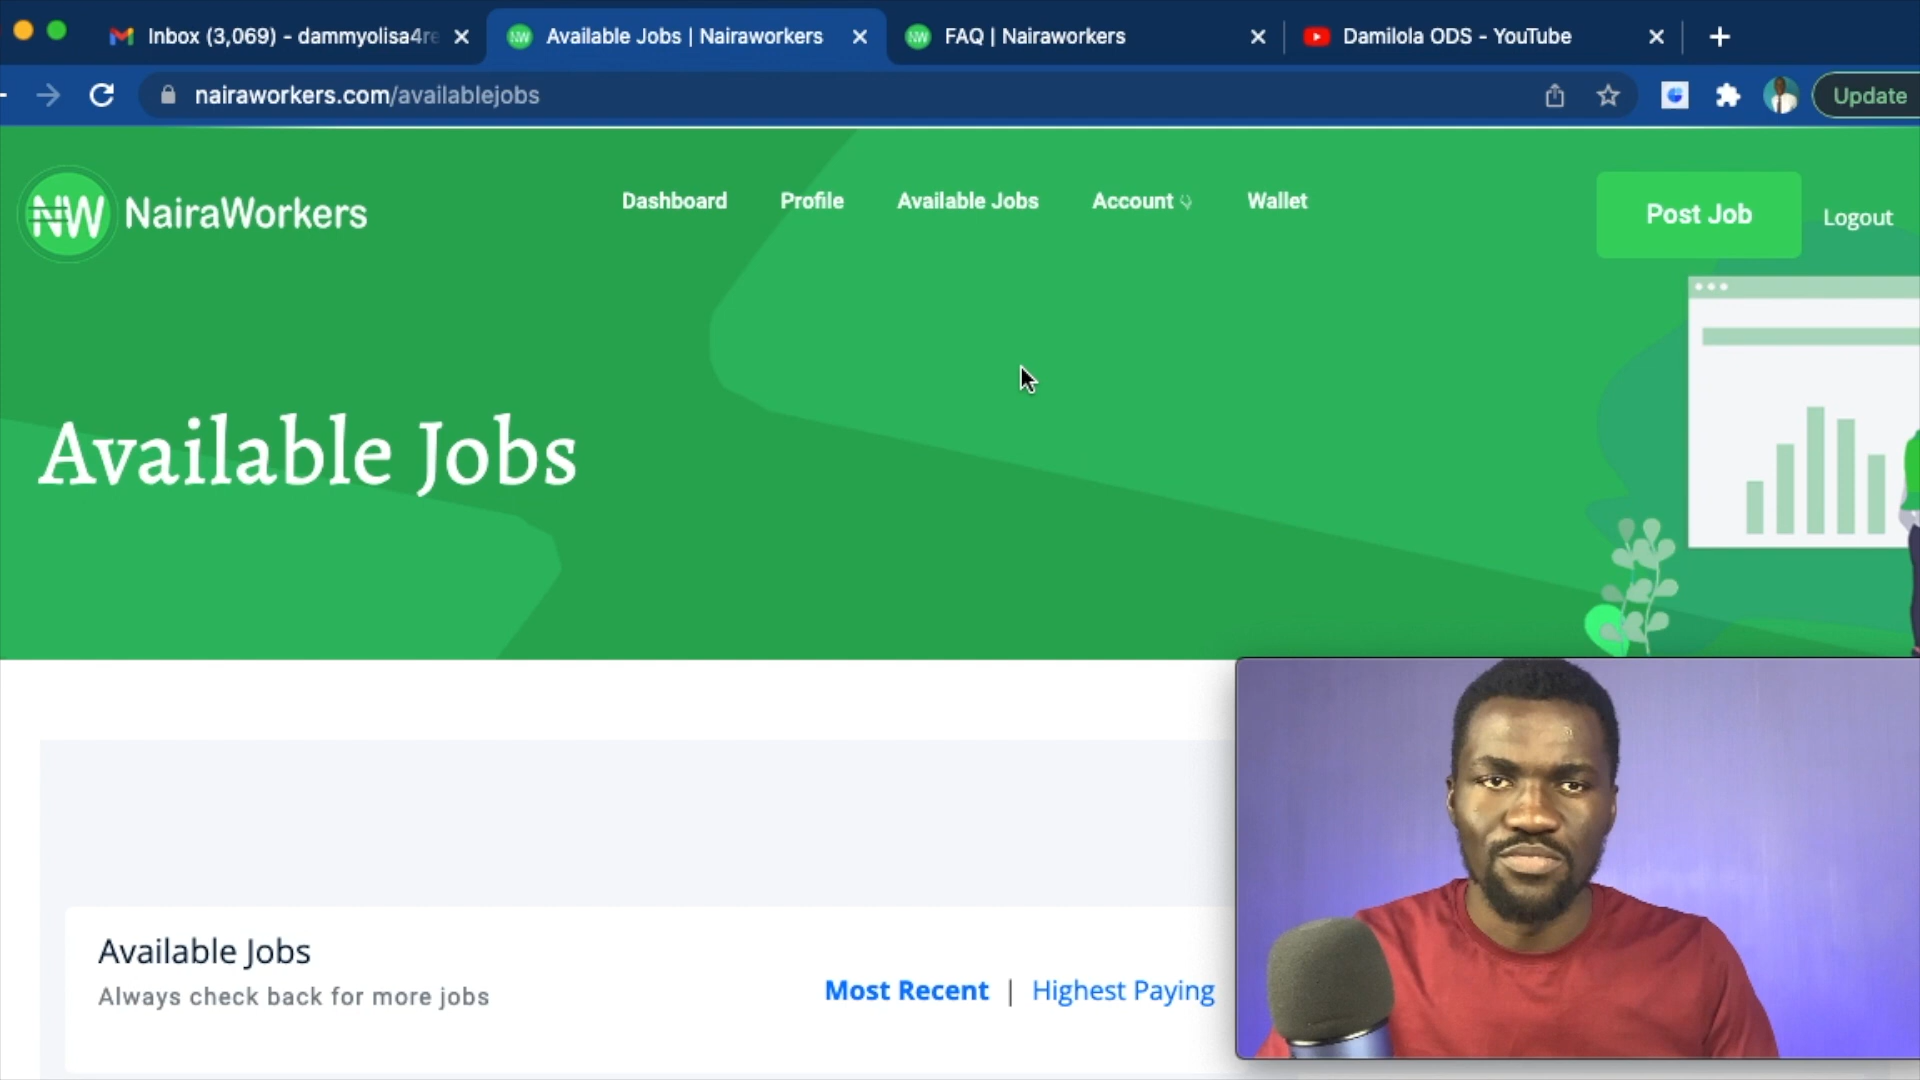 Inbox (3,069) - dammyolisa4re
Available Jobs | Nairaworkers
FAQ | Nairaworkers
Damilola ODS - YouTube
nairaworkers.com/availablejobs
Update
NW NairaWorkers
Dashboard
Profile
Available Jobs
Account
Wallet
Post Job
Logout
Available Jobs
Available Jobs
Always check back for more jobs
Most Recent | Highest Paying